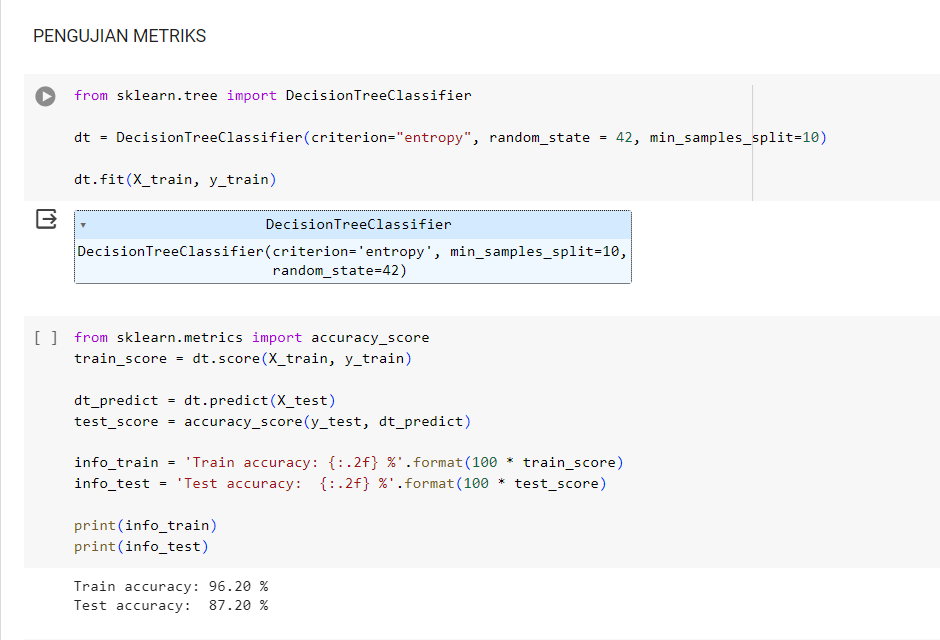 PENGUJIAN METRIKS
from sklearn.tree import DecisionTreeClassifier
dt = DecisionTreeClassifier(criterion="entropy", random_state = 42, min_samples_split=10)
dt.fit(X_train, y_train)
DecisionTreeClassifier
DecisionTreeClassifier(criterion='entropy', min_samples_split=10,
random_state=42)
[ ] from sklearn.metrics import accuracy_score
train_score = dt.score(X_train, y_train)
dt_predict = dt.predict(X_test)
test_score = accuracy_score(y_test, dt_predict)
info_train = 'Train accuracy: {:.2f} %'.format(100 * train_score)
info_test = 'Test accuracy:  {:.2f} %'.format(100 * test_score)
print(info_train)
print(info_test)
Train accuracy: 96.20 %
Test accuracy:  87.20 %